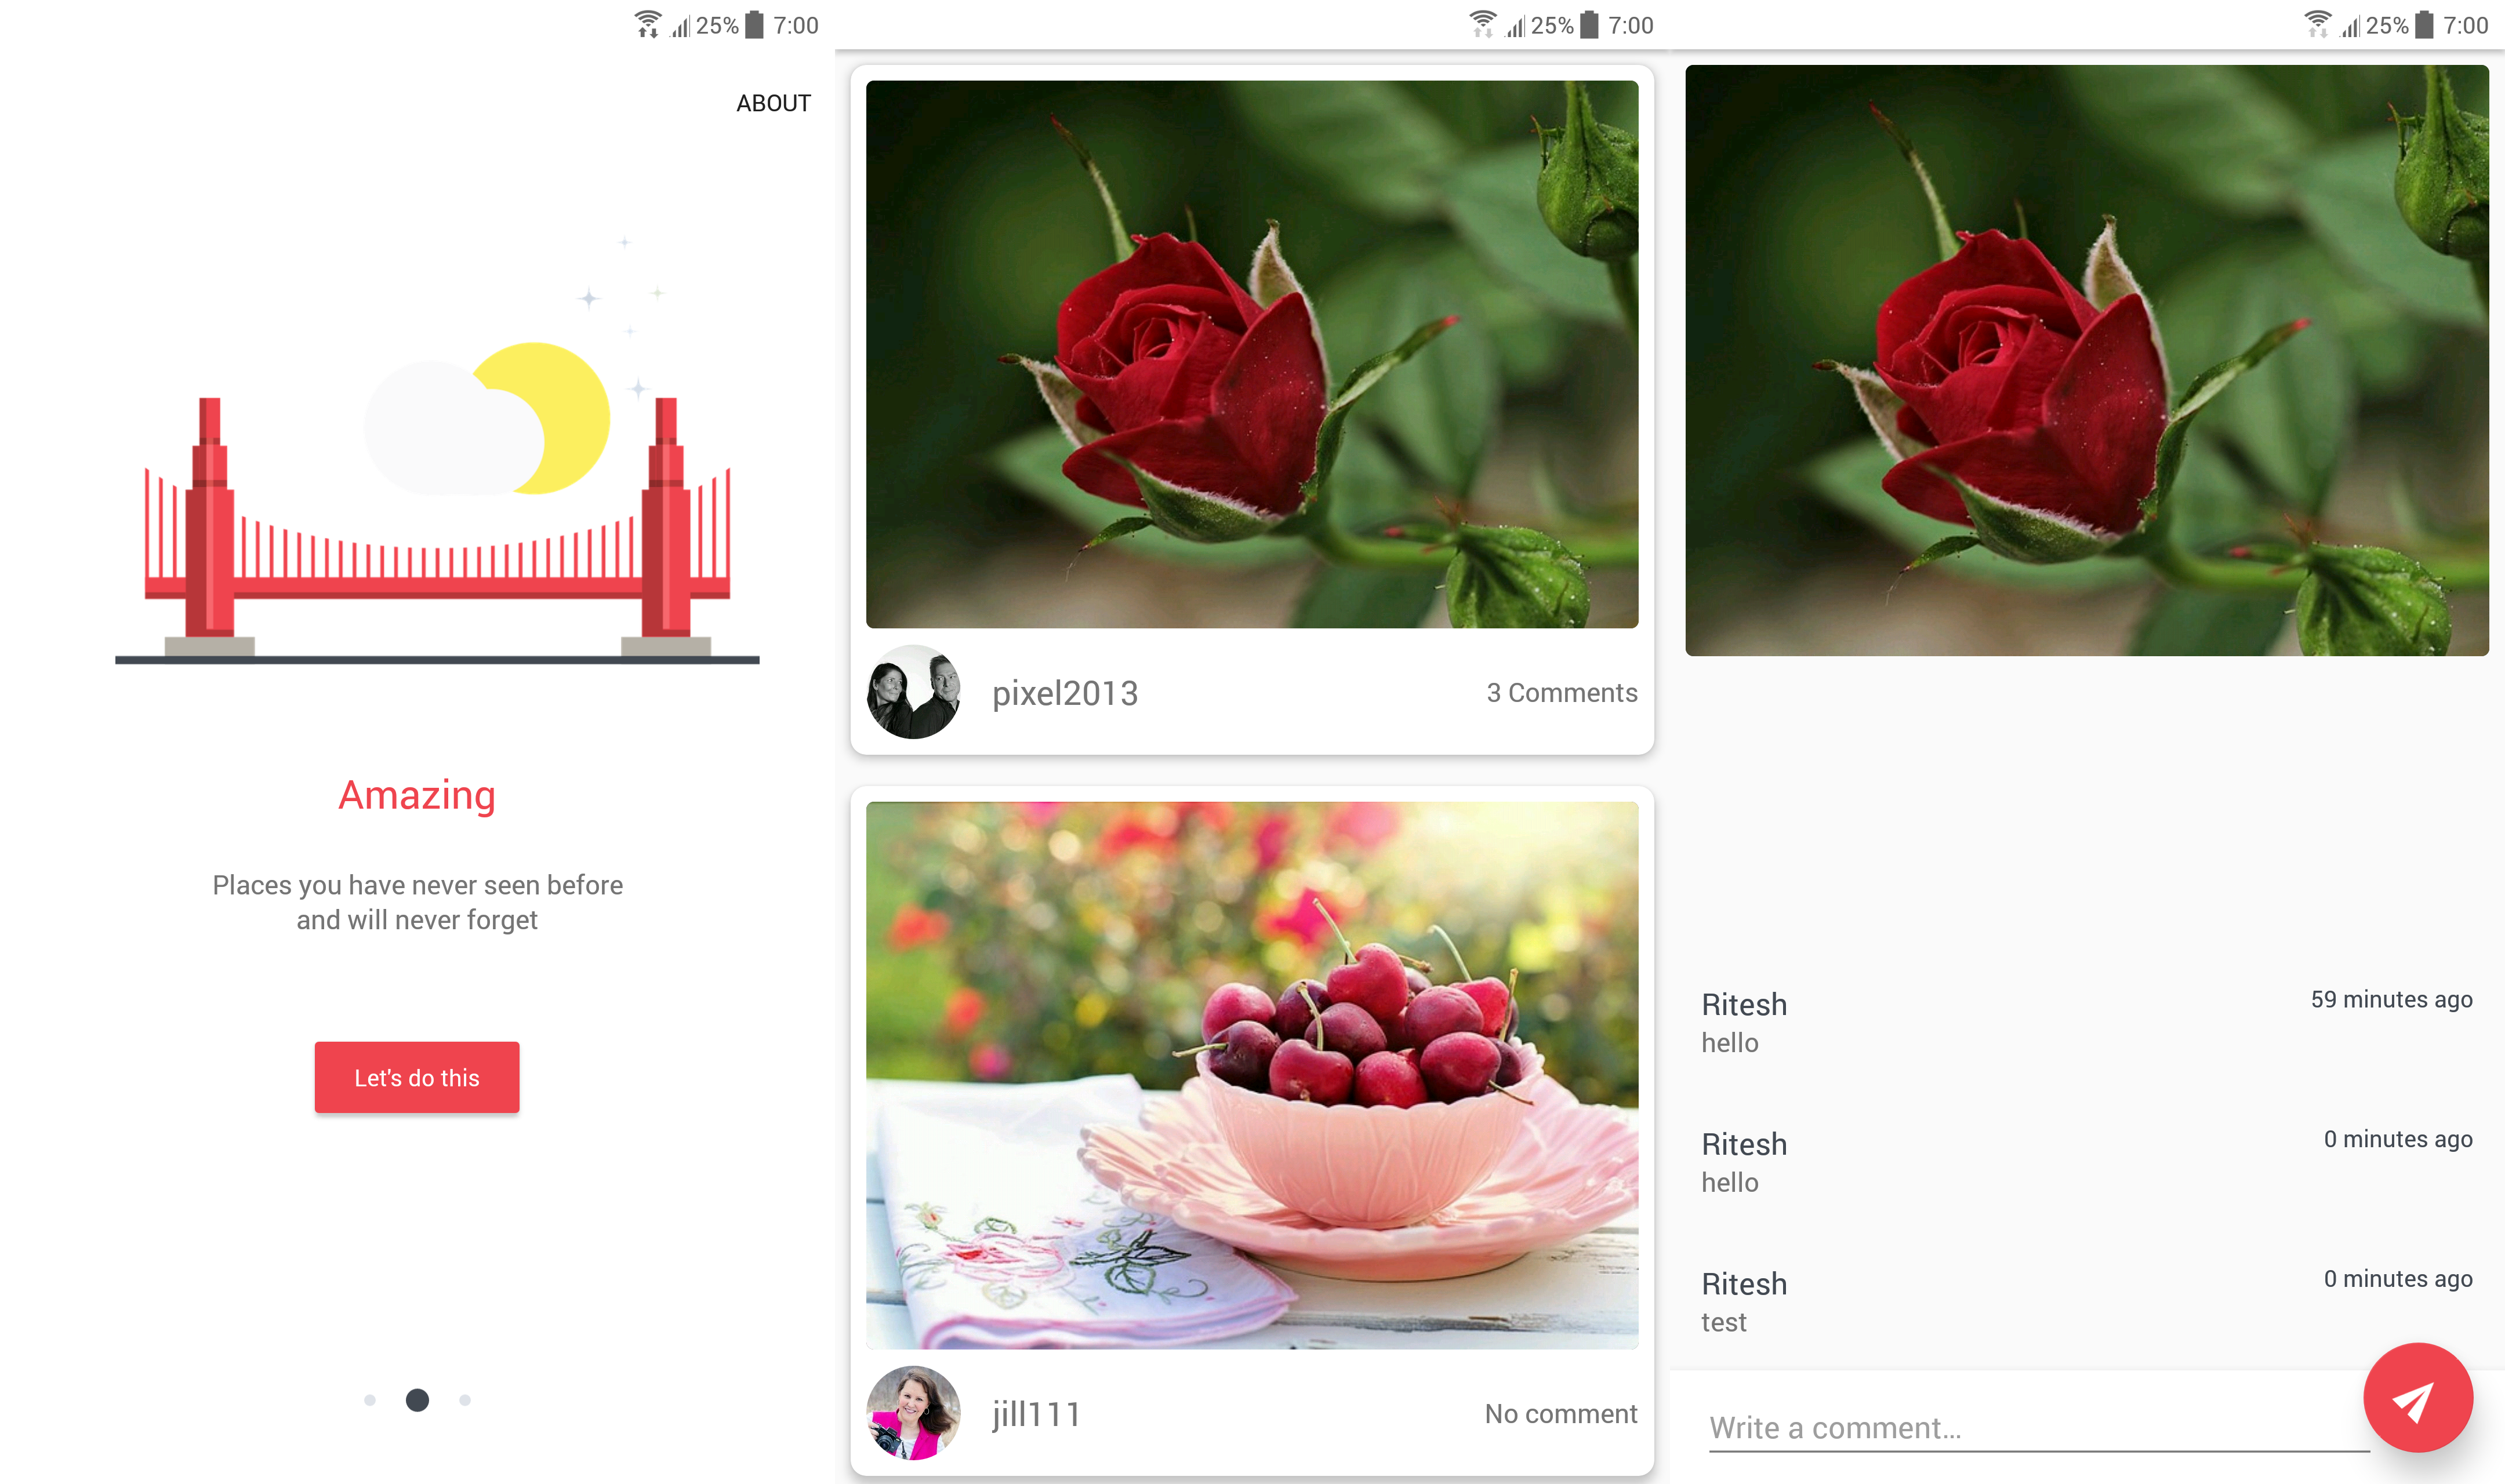 25% 7:00
ABOUT
Amazing
Places you have never seen before
and will never forget
Let's do this
25% 7:00
pixel2013
3 Comments
jill111
No comment
25% 7:00
Ritesh
59 minutes ago
hello
Ritesh
0 minutes ago
hello
Ritesh
0 minutes ago
test
Write a comment...